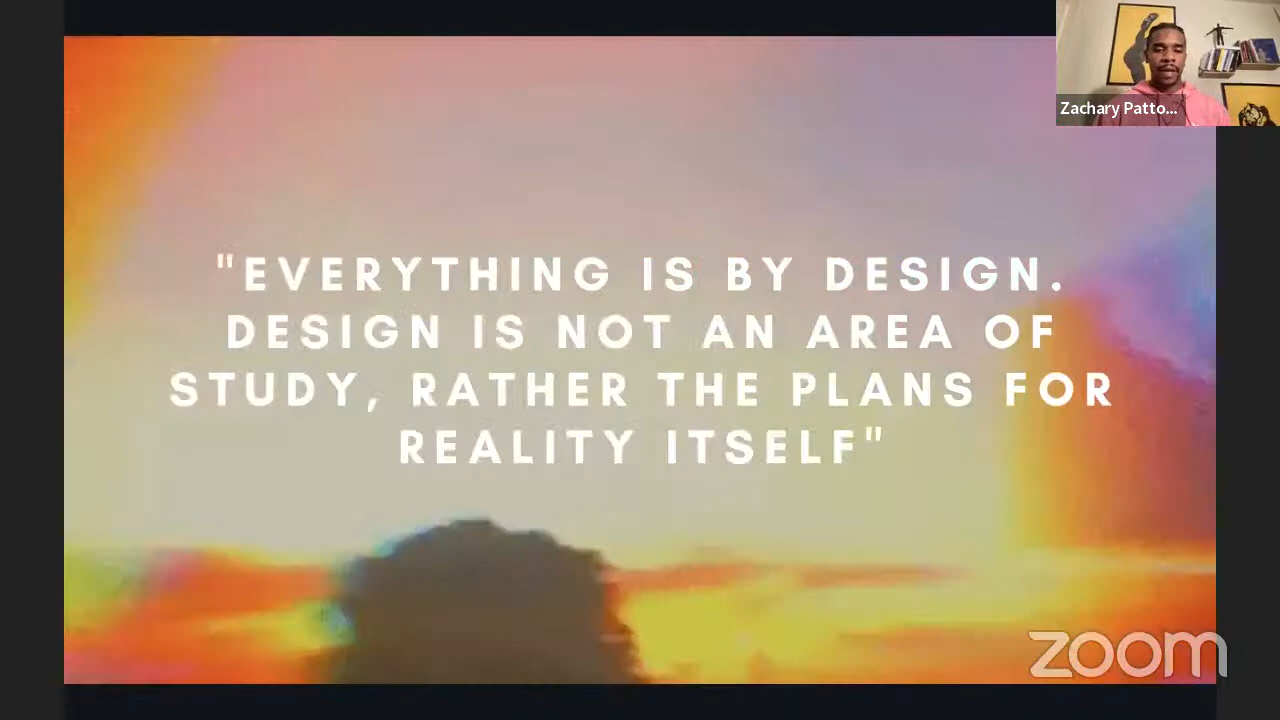 Zachary Patto...
"EVERYTHING IS BY DESIGN.
DESIGN IS NOT AN AREA OF
STUDY, RATHER THE PLANS FOR
REALITY ITSELF"
zoom